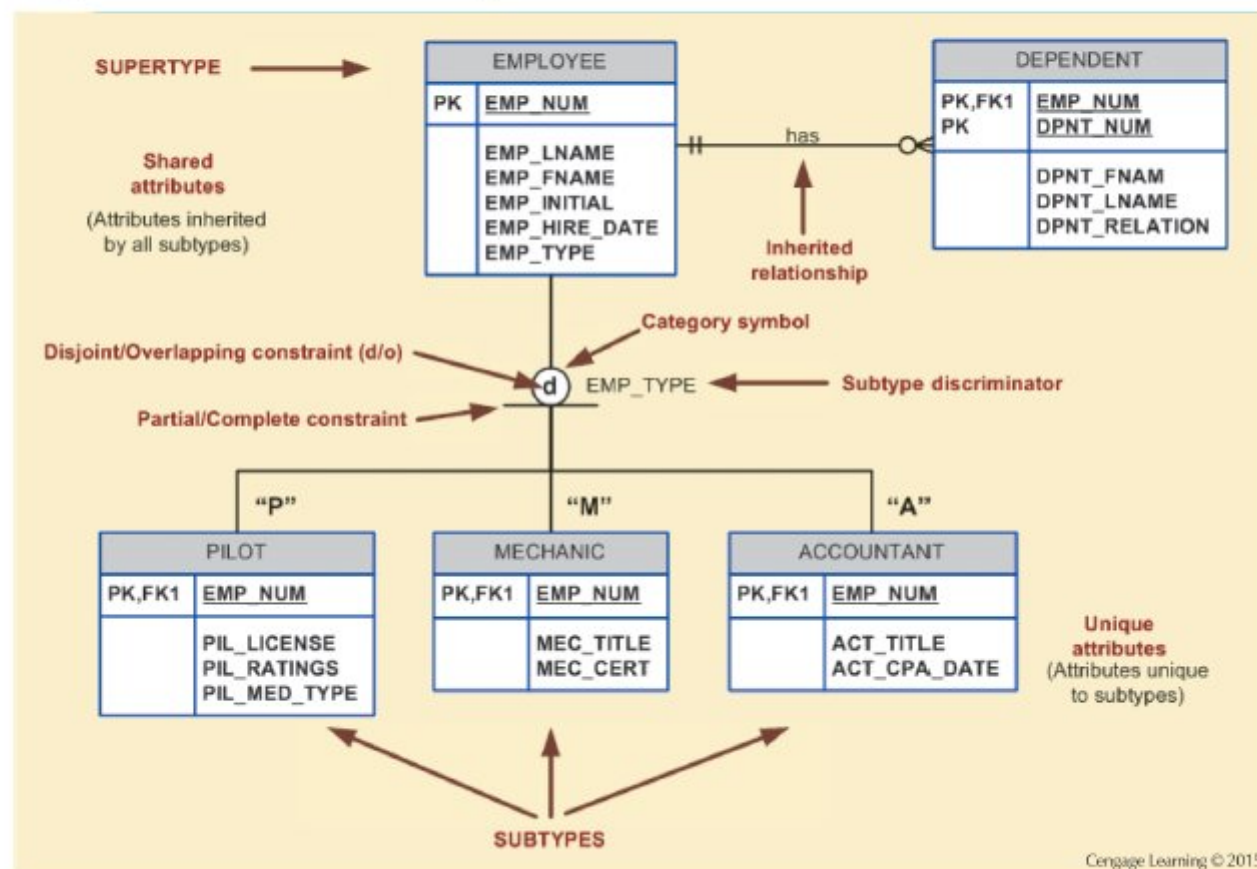 SUPERTYPE
EMPLOYEE
PK EMP_NUM
EMP_LNAME
EMP_FNAME
EMP_INITIAL
EMP_HIRE_DATE
EMP_TYPE
has
DEPENDENT
PK,FK1 EMP_NUM
PK DPNT_NUM
DPNT_FNAM
DPNT_LNAME
DPNT_RELATION
Shared
attributes
(Attributes inherited
by all subtypes)
Inherited
relationship
Category symbol
Disjoint/Overlapping constraint (d/o)
d
EMP_TYPE
Subtype discriminator
Partial/Complete constraint
“P”
“M”
“A”
PILOT
PK,FK1 EMP_NUM
PIL_LICENSE
PIL_RATINGS
PIL_MED_TYPE
MECHANIC
PK,FK1 EMP_NUM
MEC_TITLE
MEC_CERT
ACCOUNTANT
PK,FK1 EMP_NUM
ACT_TITLE
ACT_CPA_DATE
Unique
attributes
(Attributes unique
to subtypes)
SUBTYPES
Cengage Learning © 2015